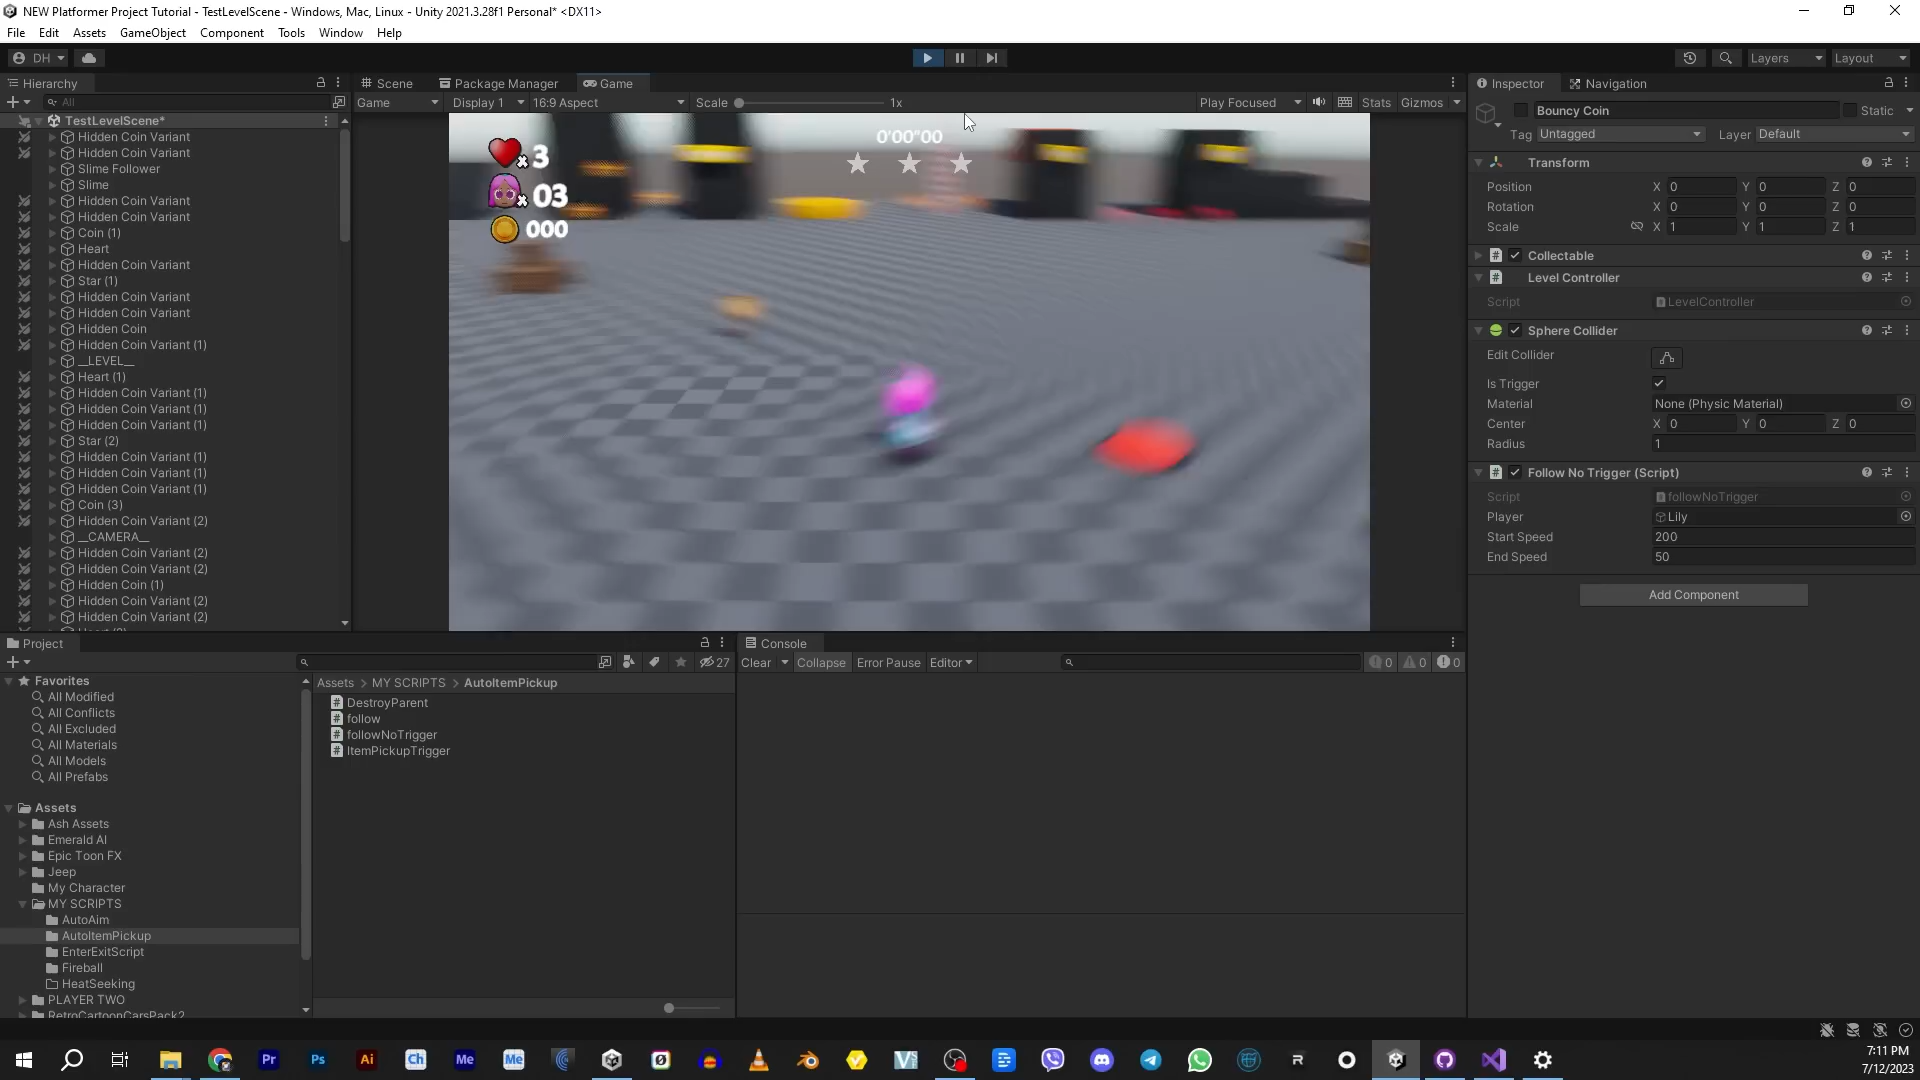 NEW Platformer Project Tutorial - TestLevelScene - Windows, Mac, Linux - Unity 2021.3.28f1 Personal* <DX11>
File Edit Assets GameObject Component Tools Window Help
DH Layers Layout
Hierarchy Scene Package Manager Game Inspector Navigation
All Game Display 1 16:9 Aspect Scale 1x Play Focused Stats Gizmos
TestLevelScene*
Hidden Coin Variant
Hidden Coin Variant
Slime Follower
Slime
Hidden Coin Variant
Hidden Coin Variant
Coin (1)
Heart
Hidden Coin Variant
Star (1)
Hidden Coin Variant
Hidden Coin Variant
Hidden Coin
Hidden Coin Variant (1)
__LEVEL__
Heart (1)
Hidden Coin Variant (1)
Hidden Coin Variant (1)
Hidden Coin Variant (1)
Star (2)
Hidden Coin Variant (1)
Hidden Coin Variant (1)
Hidden Coin Variant (1)
Coin (3)
Hidden Coin Variant (2)
__CAMERA__
Hidden Coin Variant (2)
Hidden Coin Variant (2)
Hidden Coin (1)
Hidden Coin Variant (2)
Hidden Coin Variant (2)
0'00"00
3
03
000
Bouncy Coin Static
Tag Untagged Layer Default
Transform
Position X 0 Y 0 Z 0
Rotation X 0 Y 0 Z 0
Scale X 1 Y 1 Z 1
Collectable
Level Controller
Script LevelController
Sphere Collider
Edit Collider
Is Trigger
Material None (Physic Material)
Center X 0 Y 0 Z 0
Radius 1
Follow No Trigger (Script)
Script followNoTrigger
Player Lily
Start Speed 200
End Speed 50
Add Component
Project
27
Favorites
All Modified
All Conflicts
All Excluded
All Materials
All Models
All Prefabs
Assets
Ash Assets
Emerald AI
Epic Toon FX
Jeep
My Character
MY SCRIPTS
AutoAim
AutoItemPickup
EnterExitScript
Fireball
HeatSeeking
PLAYER TWO
RetroCartoonCarsPack2
Assets > MY SCRIPTS > AutoItemPickup
DestroyParent
follow
followNoTrigger
ItemPickupTrigger
Console
Clear Collapse Error Pause Editor 0 0 0
Pr Ps Ai Ch Me Me
7:11 PM
7/12/2023